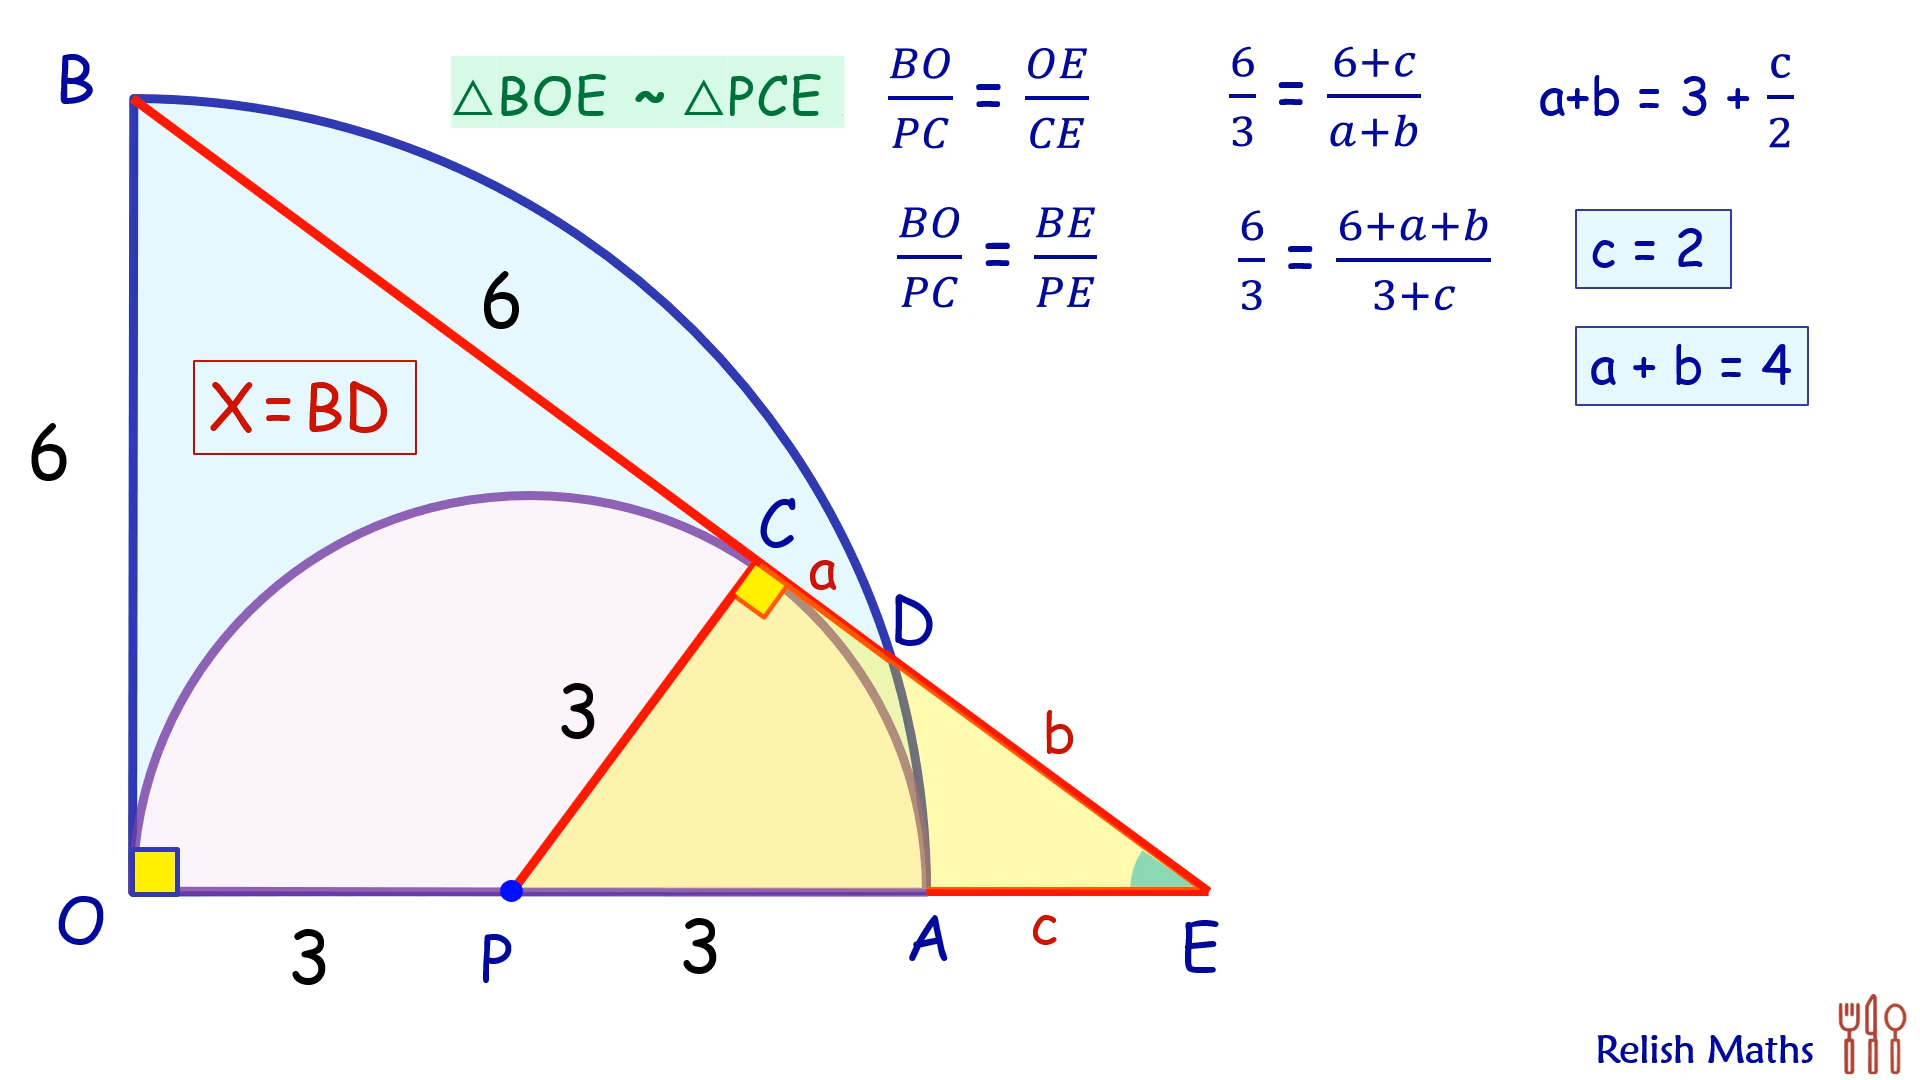 △BOE ~ △PCE
BO/PC = OE/CE
6/3 = 6+c/a+b
a+b = 3 + c/2
BO/PC = BE/PE
6/3 = 6+a+b/3+c
c = 2
a + b = 4
B
6
X = BD
6
C
a
D
3
b
O
3
P
3
A
c
E
Relish Maths